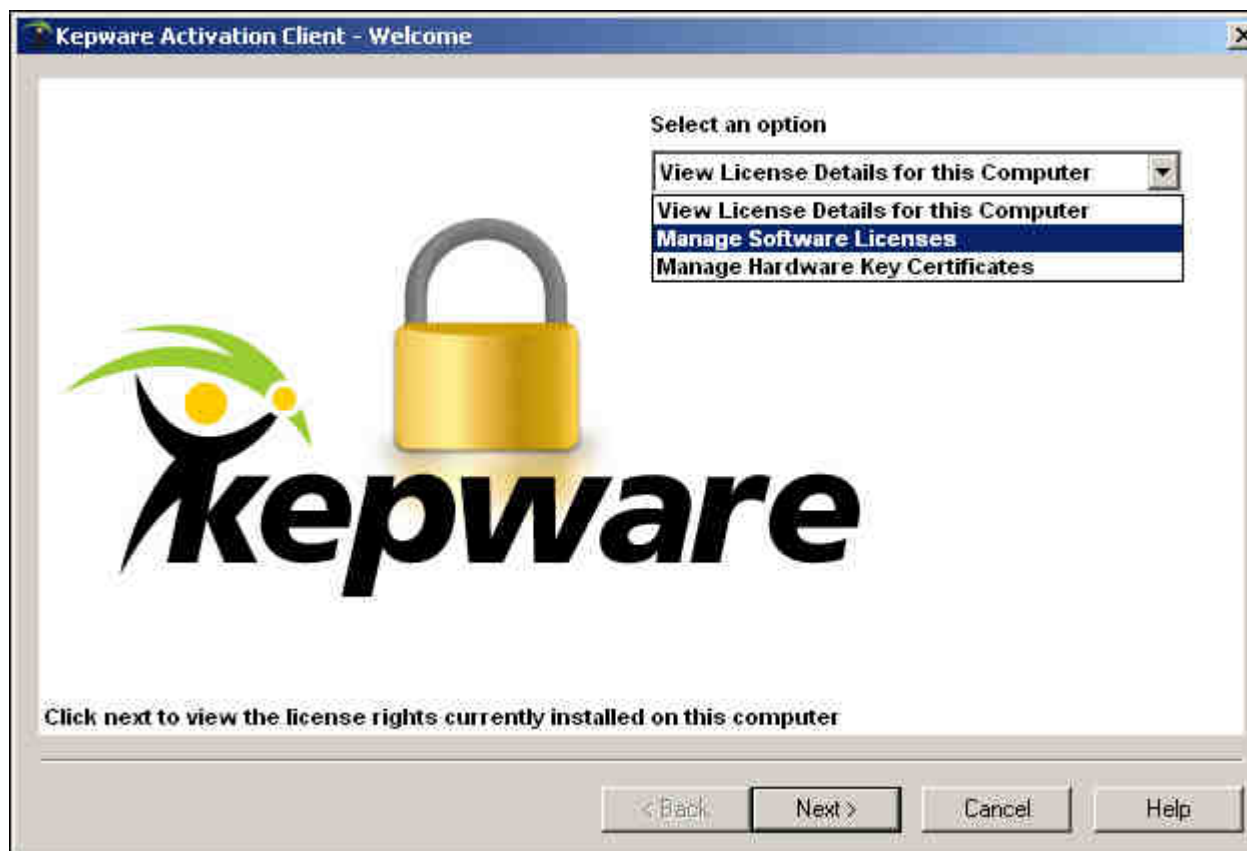 Kepware Activation Client - Welcome
Select an option
View License Details for this Computer
View License Details for this Computer
Manage Software Licenses
Manage Hardware Key Certificates
kepware
Click next to view the license rights currently installed on this computer
< Back Next > Cancel Help